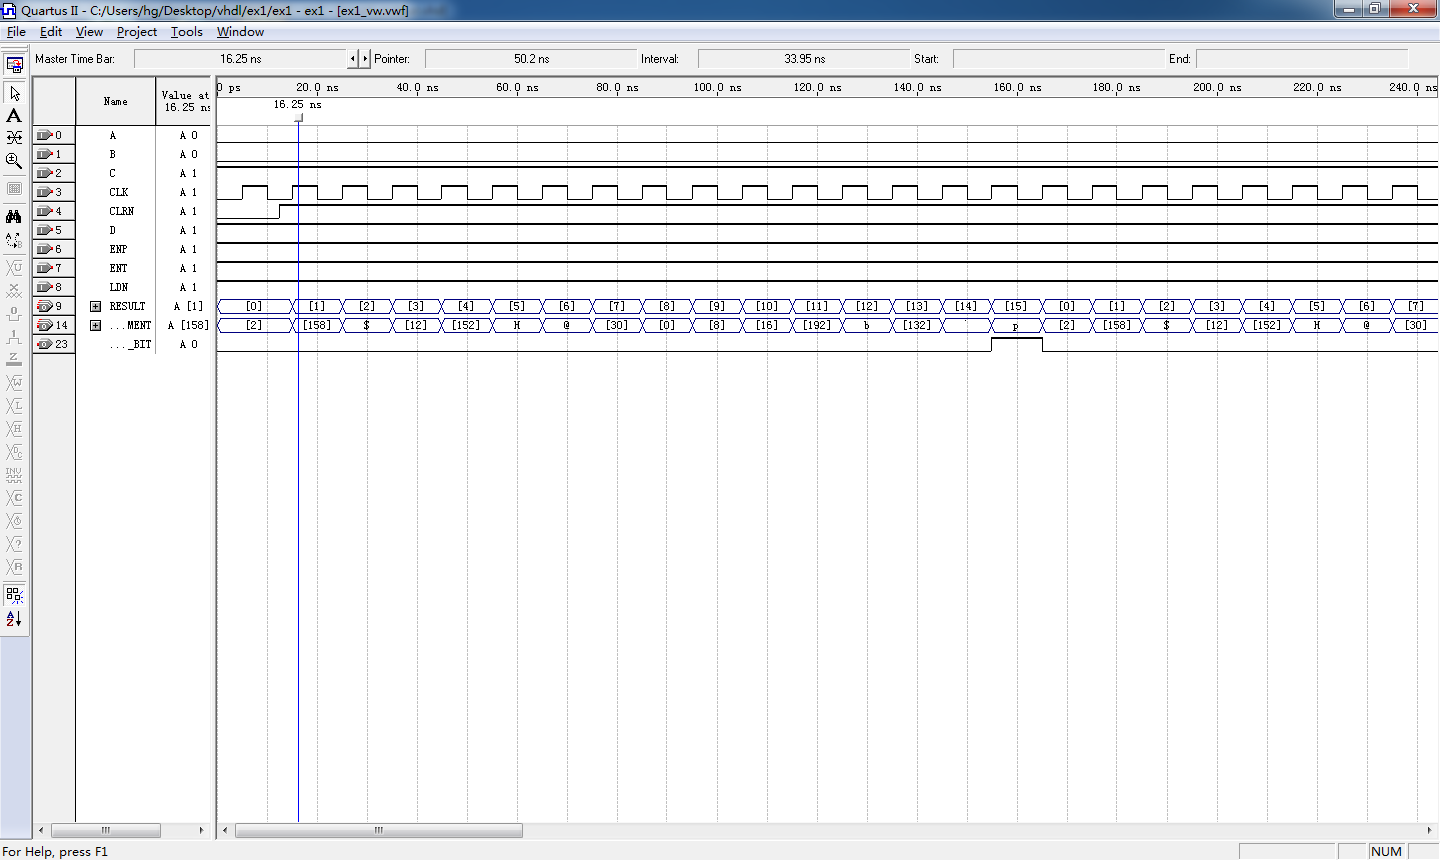 Quartus II - C:/Users/hg/Desktop/vhdl/ex1/ex1 - ex1 - [ex1_vw.vwf]
File Edit View Project Tools Window
Master Time Bar: 16.25 ns Pointer: 50.2 ns Interval: 33.95 ns Start: End:
Name Value at 16.25 ns
0 ps 20.0 ns 40.0 ns 60.0 ns 80.0 ns 100.0 ns 120.0 ns 140.0 ns 160.0 ns 180.0 ns 200.0 ns 220.0 ns 240.0 ns
16.25 ns
0 A A 0
1 B A 0
2 C A 1
3 CLK A 1
4 CLRN A 1
5 D A 1
6 ENP A 1
7 ENT A 1
8 LDN A 1
9 RESULT A [1] [0] [1] [2] [3] [4] [5] [6] [7] [8] [9] [10] [11] [12] [13] [14] [15] [0] [1] [2] [3] [4] [5] [6] [7]
14 ...MENT A [158] [2] [158] $ [12] [152] H @ [30] [0] [8] [16] [192] b [132] p [2] [158] $ [12] [152] H @ [30]
23 ..._BIT A 0
For Help, press F1 NUM